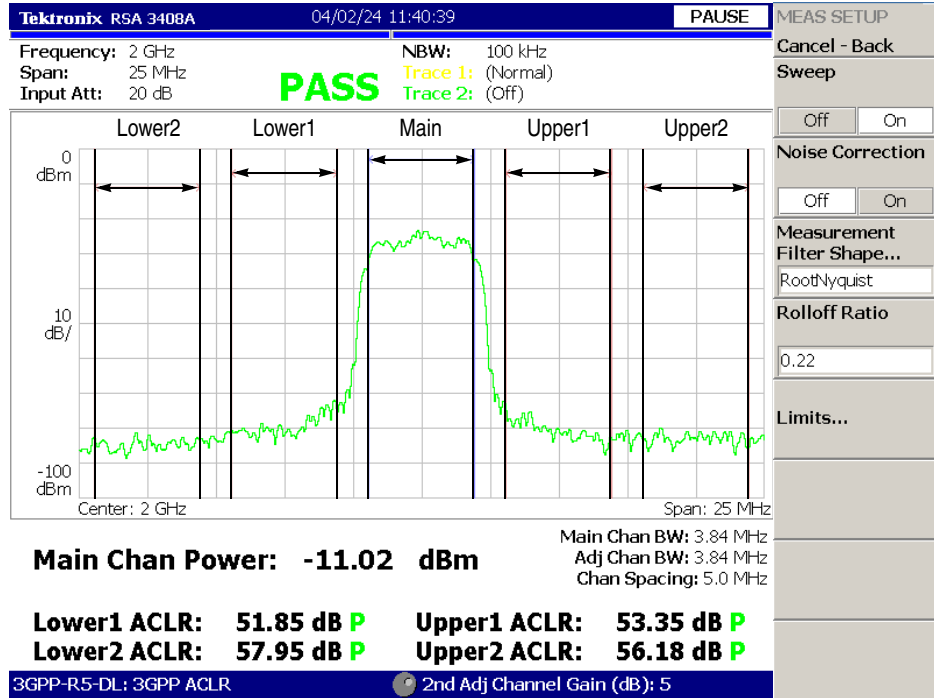 Tektronix RSA 3408A 04/02/24 11:40:39 PAUSE
Frequency: 2 GHz
Span: 25 MHz
Input Att: 20 dB
PASS
NBW: 100 kHz
Trace 1: (Normal)
Trace 2: (Off)
Lower2 Lower1 Main Upper1 Upper2
0
dBm
10
dB/
-100
dBm
Center: 2 GHz Span: 25 MHz
Main Chan Power: -11.02 dBm
Main Chan BW: 3.84 MHz
Adj Chan BW: 3.84 MHz
Chan Spacing: 5.0 MHz
Lower1 ACLR: 51.85 dB P Upper1 ACLR: 53.35 dB P
Lower2 ACLR: 57.95 dB P Upper2 ACLR: 56.18 dB P
3GPP-R5-DL: 3GPP ACLR 2nd Adj Channel Gain (dB): 5
MEAS SETUP
Cancel - Back
Sweep
Off On
Noise Correction
Off On
Measurement
Filter Shape...
RootNyquist
Rolloff Ratio
0.22
Limits...